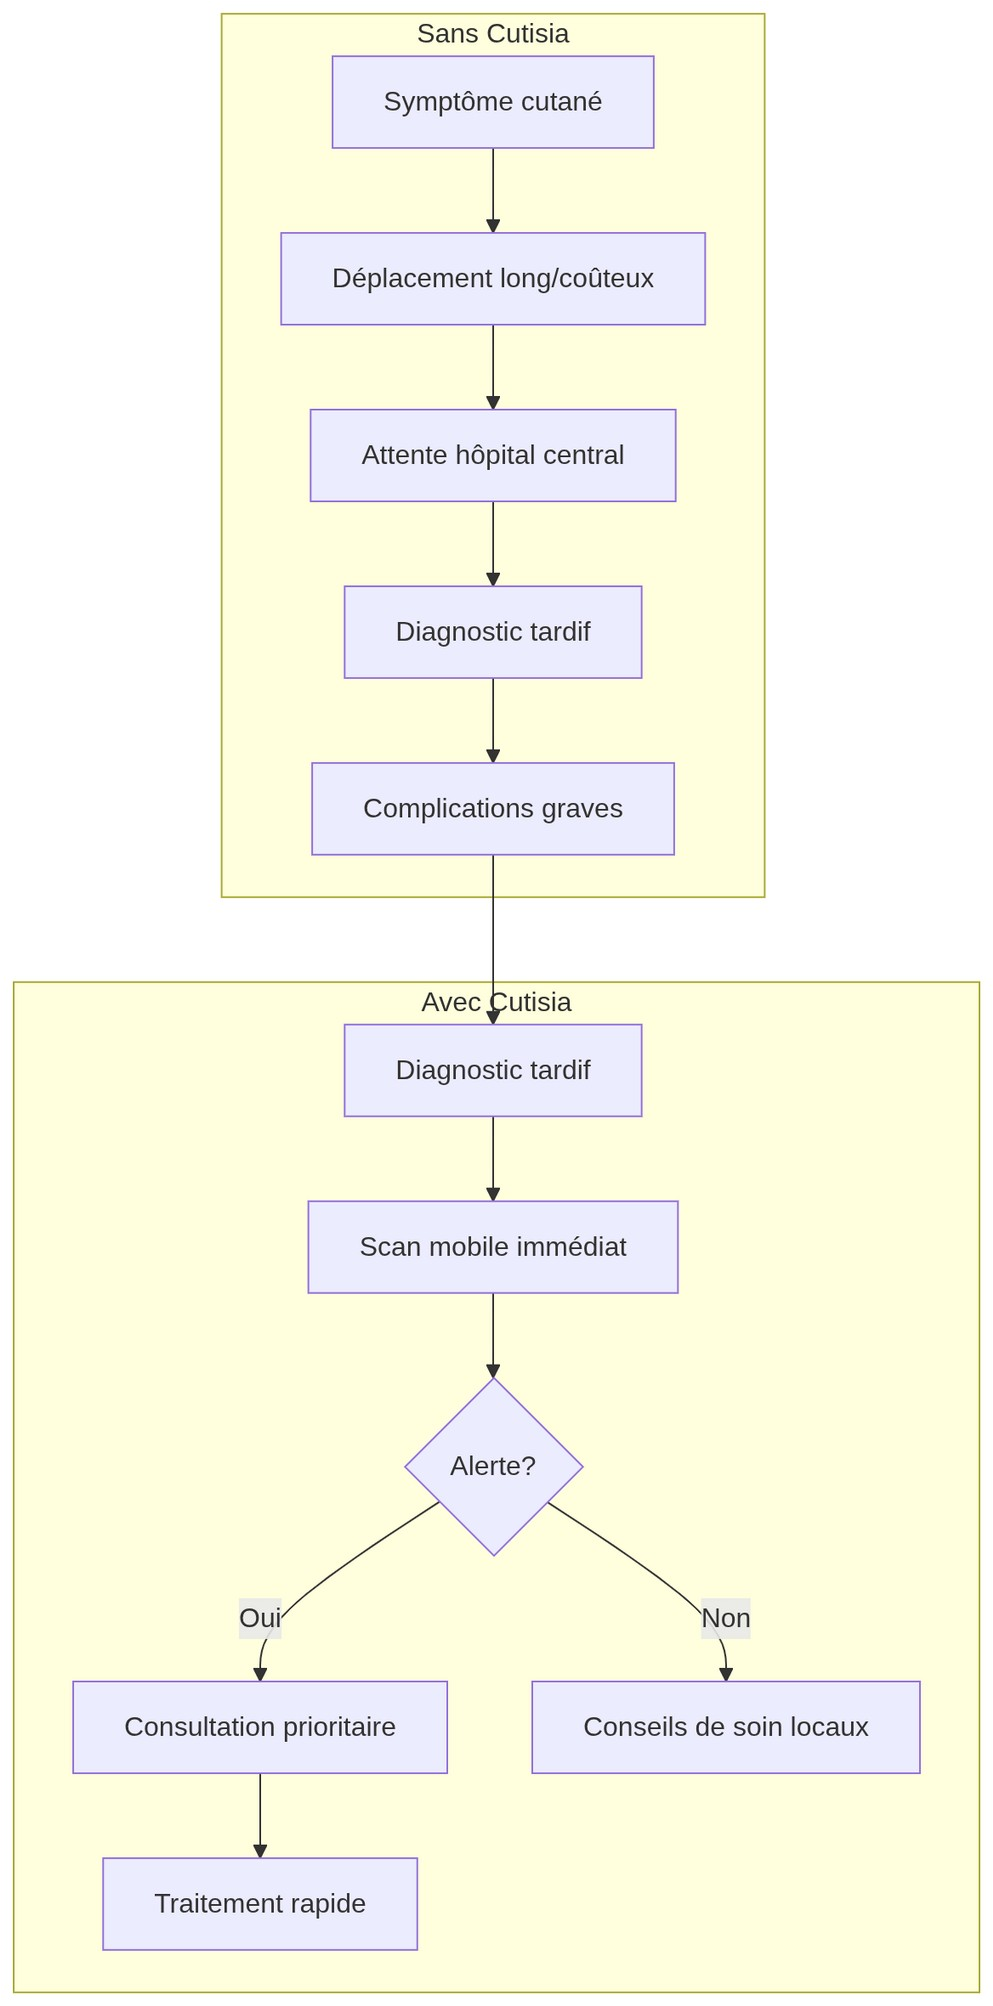 Sans Cutisia
Symptôme cutané
Déplacement long/coûteux
Attente hôpital central
Diagnostic tardif
Complications graves
Avec Cutisia
Diagnostic tardif
Scan mobile immédiat
Alerte?
Oui
Non
Consultation prioritaire
Conseils de soin locaux
Traitement rapide